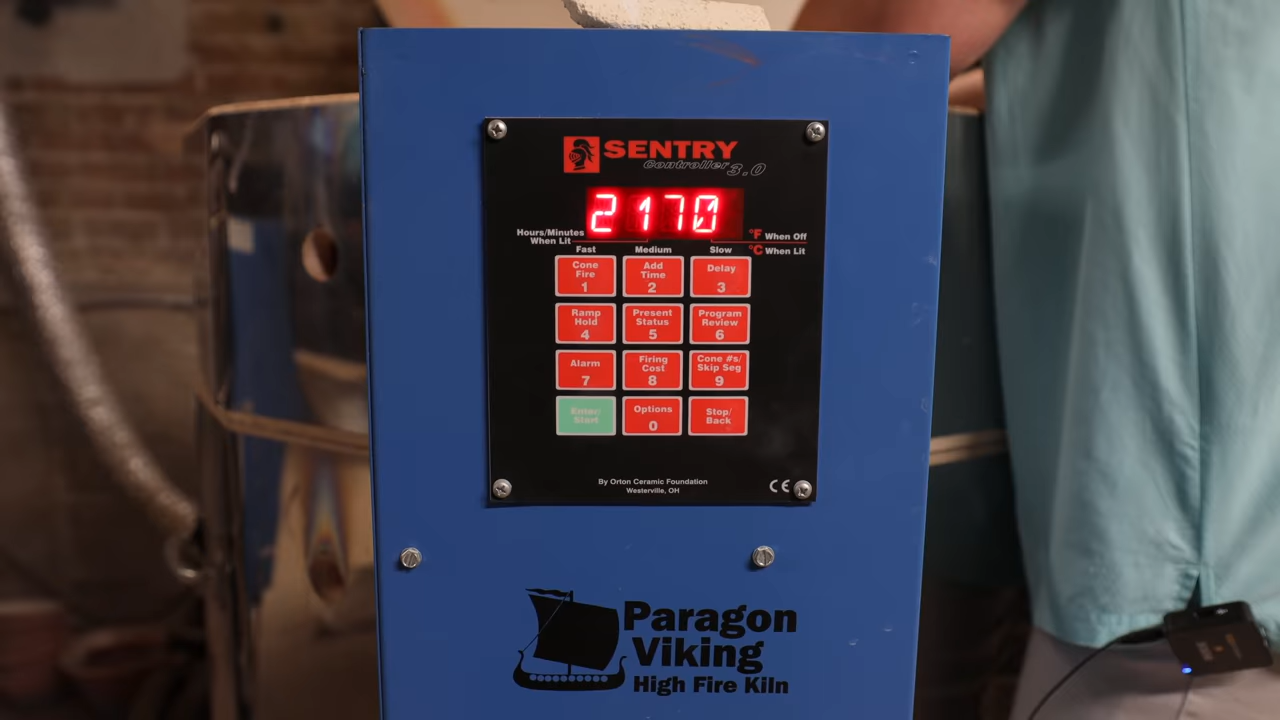 SENTRY
Controller 3.0
2170
Hours/Minutes
When Lit
°F When Off
°C When Lit
Fast Medium Slow
Cone Fire 1
Add Time 2
Delay 3
Ramp Hold 4
Present Status 5
Program Review 6
Alarm 7
Firing Cost 8
Cone #s/ Skip Seg 9
Enter/ Start
Options 0
Stop/ Back
By Orton Ceramic Foundation
Westerville, OH
CE
Paragon
Viking
High Fire Kiln